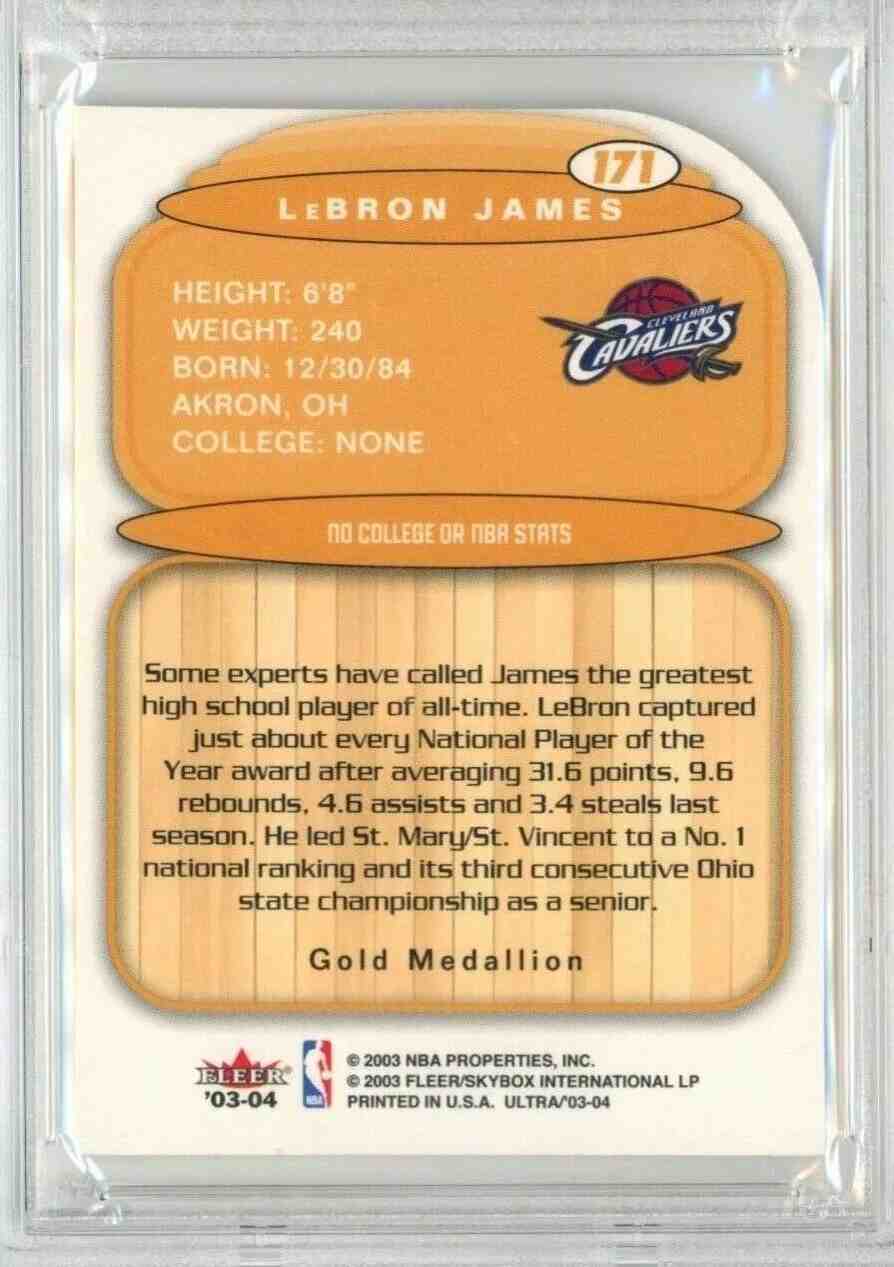 171
LeBRON JAMES
HEIGHT: 6'8"
WEIGHT: 240
BORN: 12/30/84
AKRON, OH
COLLEGE: NONE
CLEVELAND
CAVALIERS
NO COLLEGE OR NBA STATS
Some experts have called James the greatest
high school player of all-time. LeBron captured
just about every National Player of the
Year award after averaging 31.6 points, 9.6
rebounds, 4.6 assists and 3.4 steals last
season. He led St. Mary/St. Vincent to a No. 1
national ranking and its third consecutive Ohio
state championship as a senior.
Gold Medallion
FLEER
'03-04
NBA
© 2003 NBA PROPERTIES, INC.
© 2003 FLEER/SKYBOX INTERNATIONAL LP
PRINTED IN U.S.A. ULTRA/'03-04